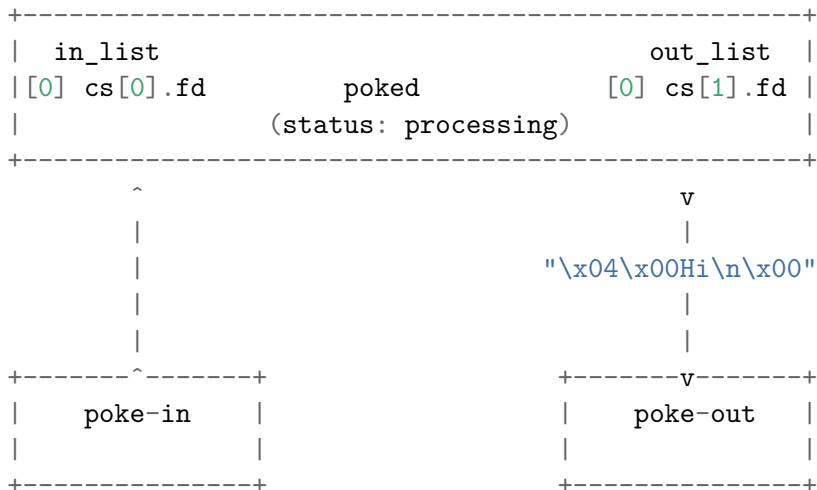 +---------------------------------------------------+
|  in_list                                out_list  |
|[0] cs[0].fd         poked            [0] cs[1].fd |
|                (status: processing)               |
+---------------------------------------------------+
        ^                                   v
        |                                   |
        |                          "\x04\x00Hi\n\x00"
        |                                   |
        |                                   |
+-------^-------+                   +-------v-------+
|    poke-in    |                   |    poke-out   |
|               |                   |               |
+---------------+                   +---------------+